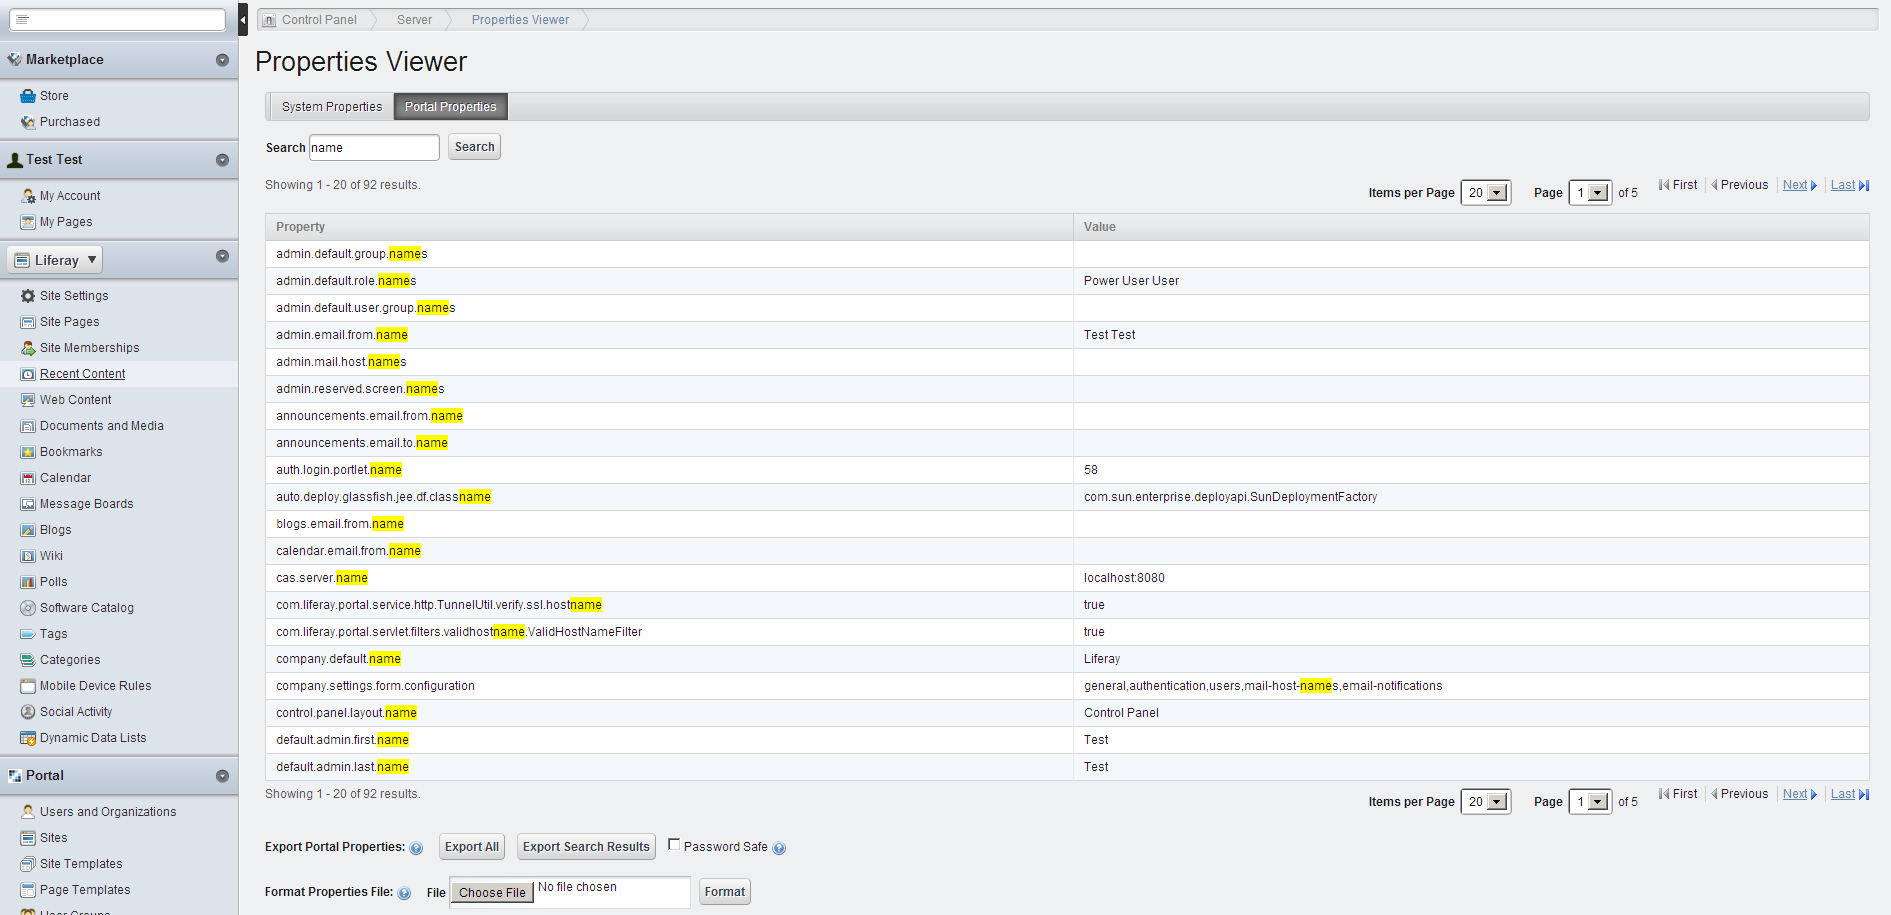 Control Panel Server Properties Viewer
Marketplace
Store
Purchased
Test Test
My Account
My Pages
Liferay
Site Settings
Site Pages
Site Memberships
Recent Content
Web Content
Documents and Media
Bookmarks
Calendar
Message Boards
Blogs
Wiki
Polls
Software Catalog
Tags
Categories
Mobile Device Rules
Social Activity
Dynamic Data Lists
Portal
Users and Organizations
Sites
Site Templates
Page Templates
User Groups
Properties Viewer
System Properties Portal Properties
Search name Search
Showing 1 - 20 of 92 results.
Items per Page 20 Page 1 of 5 First Previous Next Last
Property Value
admin.default.group.names
admin.default.role.names Power User User
admin.default.user.group.names
admin.email.from.name Test Test
admin.mail.host.names
admin.reserved.screen.names
announcements.email.from.name
announcements.email.to.name
auth.login.portlet.name 58
auto.deploy.glassfish.jee.df.classname com.sun.enterprise.deployapi.SunDeploymentFactory
blogs.email.from.name
calendar.email.from.name
cas.server.name localhost:8080
com.liferay.portal.service.http.TunnelUtil.verify.ssl.hostname true
com.liferay.portal.servlet.filters.validhostname.ValidHostNameFilter true
company.default.name Liferay
company.settings.form.configuration general,authentication,users,mail-host-names,email-notifications
control.panel.layout.name Control Panel
default.admin.first.name Test
default.admin.last.name Test
Showing 1 - 20 of 92 results.
Items per Page 20 Page 1 of 5 First Previous Next Last
Export Portal Properties: Export All Export Search Results Password Safe
Format Properties File: File Choose File No file chosen Format